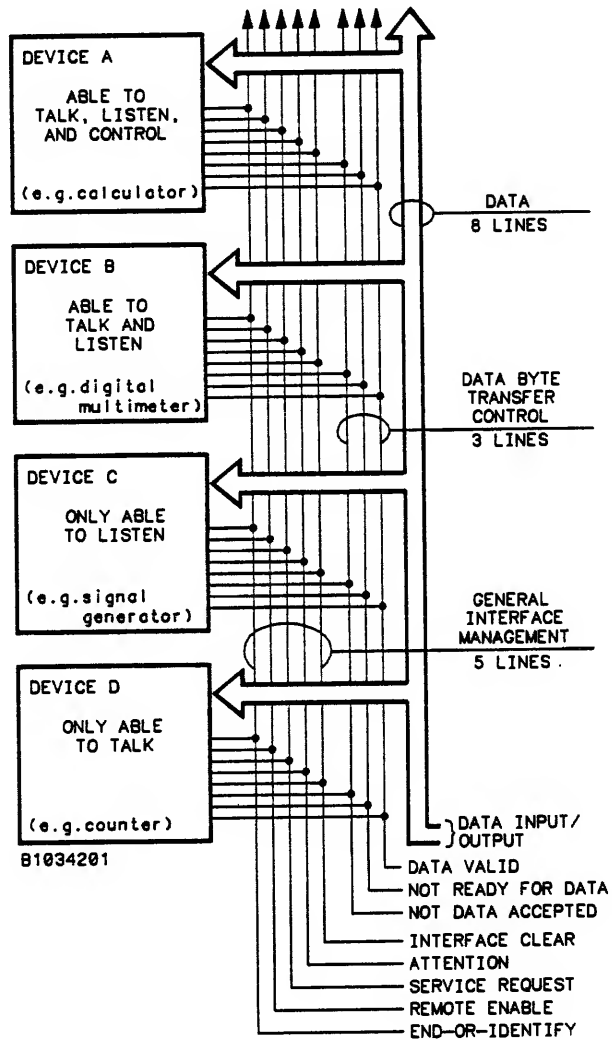 DEVICE A
ABLE TO
TALK, LISTEN,
AND CONTROL
(e.g.calculator)
DATA
8 LINES
DEVICE B
ABLE TO
TALK AND
LISTEN
(e.g.digital
multimeter)
DATA BYTE
TRANSFER
CONTROL
3 LINES
DEVICE C
ONLY ABLE
TO LISTEN
(e.g.signal
generator)
GENERAL
INTERFACE
MANAGEMENT
5 LINES .
DEVICE D
ONLY ABLE
TO TALK
(e.g.counter)
B1034201
DATA INPUT/
OUTPUT
DATA VALID
NOT READY FOR DATA
NOT DATA ACCEPTED
INTERFACE CLEAR
ATTENTION
SERVICE REQUEST
REMOTE ENABLE
END-OR-IDENTIFY